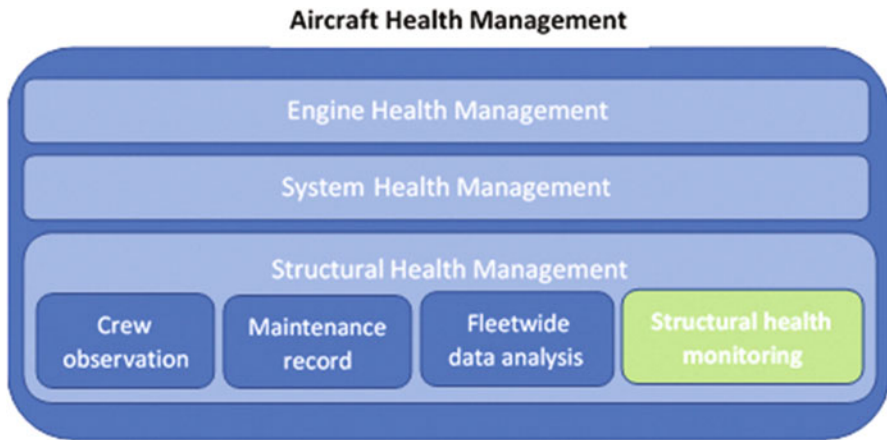 Aircraft Health Management
Engine Health Management
System Health Management
Structural Health Management
Crew
observation
Maintenance
record
Fleetwide
data analysis
Structural health
monitoring